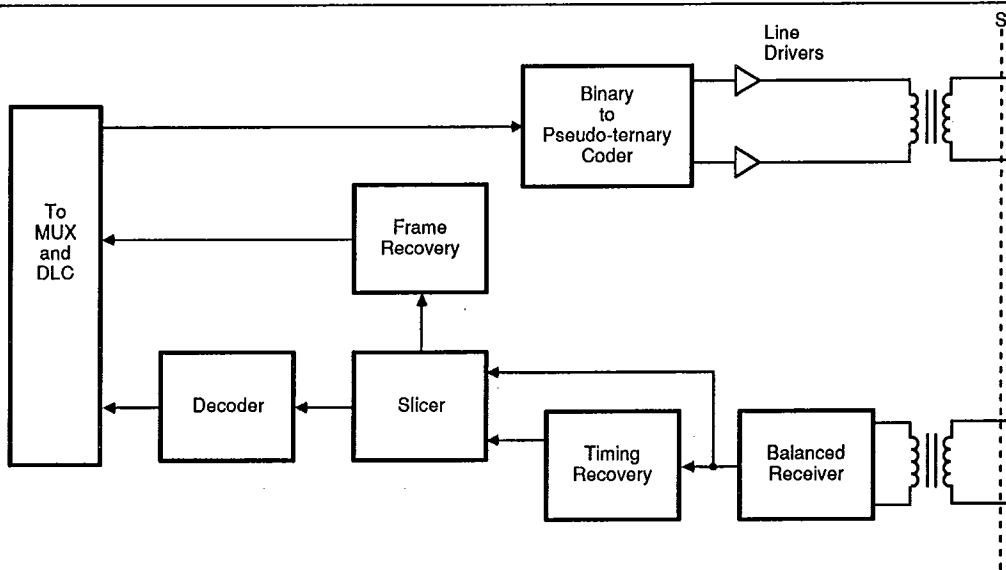 S
Line
Drivers
Binary
to
Pseudo-ternary
Coder
To
MUX
and
DLC
Frame
Recovery
Decoder
Slicer
Timing
Recovery
Balanced
Receiver